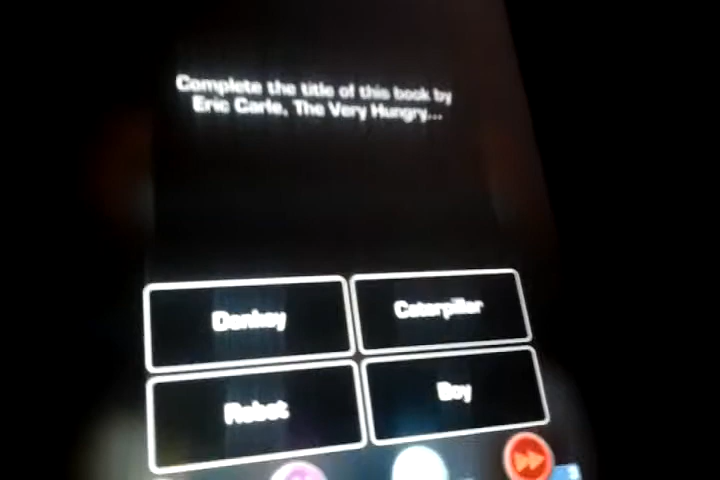 Complete the title of this book by
Eric Carle, The Very Hungry...
Donkey
Caterpillar
Robot
Boy